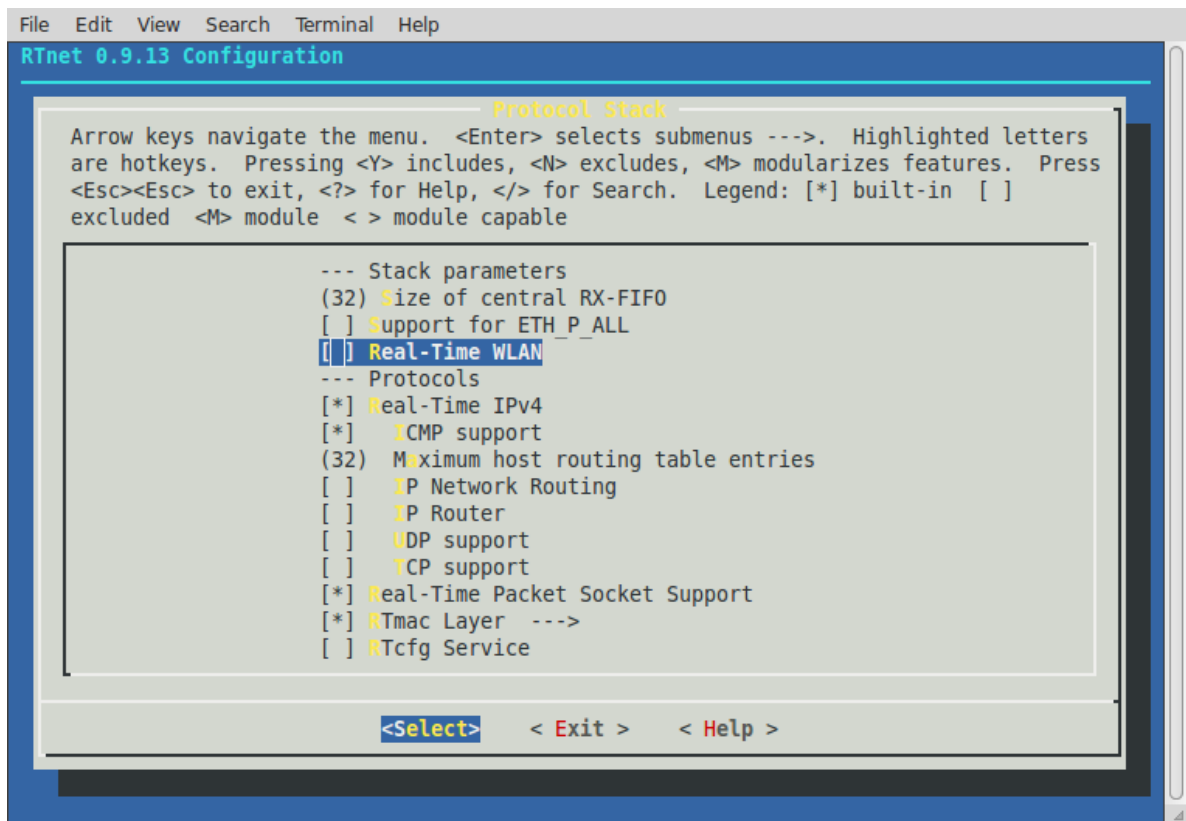 File Edit View Search Terminal Help
RTnet 0.9.13 Configuration
Protocol Stack
Arrow keys navigate the menu. <Enter> selects submenus --->. Highlighted letters
are hotkeys. Pressing <Y> includes, <N> excludes, <M> modularizes features. Press
<Esc><Esc> to exit, <?> for Help, </> for Search. Legend: [*] built-in [ ]
excluded <M> module < > module capable
--- Stack parameters
(32) Size of central RX-FIFO
[ ] Support for ETH_P_ALL
[ ] Real-Time WLAN
--- Protocols
[*] Real-Time IPv4
[*] ICMP support
(32) Maximum host routing table entries
[ ] IP Network Routing
[ ] IP Router
[ ] UDP support
[ ] TCP support
[*] Real-Time Packet Socket Support
[*] RTmac Layer --->
[ ] RTcfg Service
<Select> < Exit > < Help >